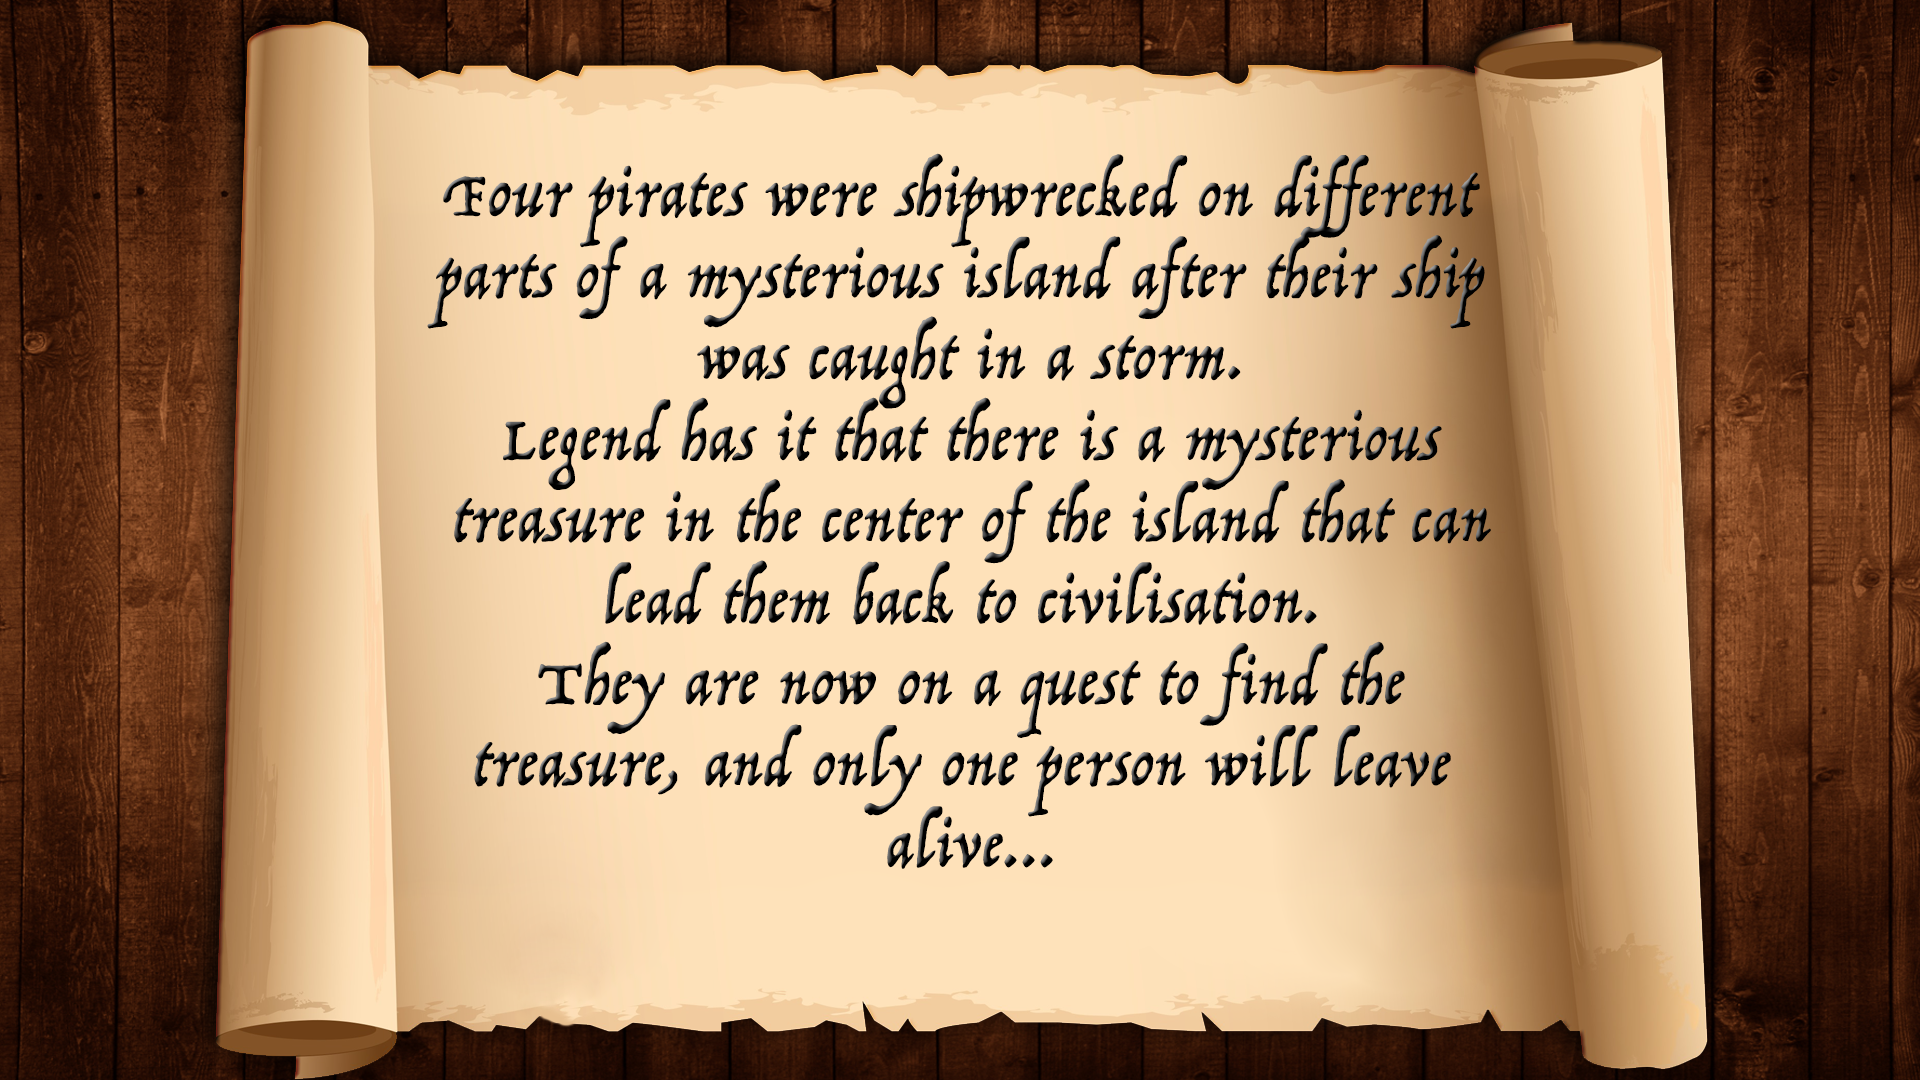 Four pirates were shipwrecked on different
parts of a mysterious island after their ship
was caught in a storm.
Legend has it that there is a mysterious
treasure in the center of the island that can
lead them back to civilisation.
They are now on a quest to find the
treasure, and only one person will leave
alive...